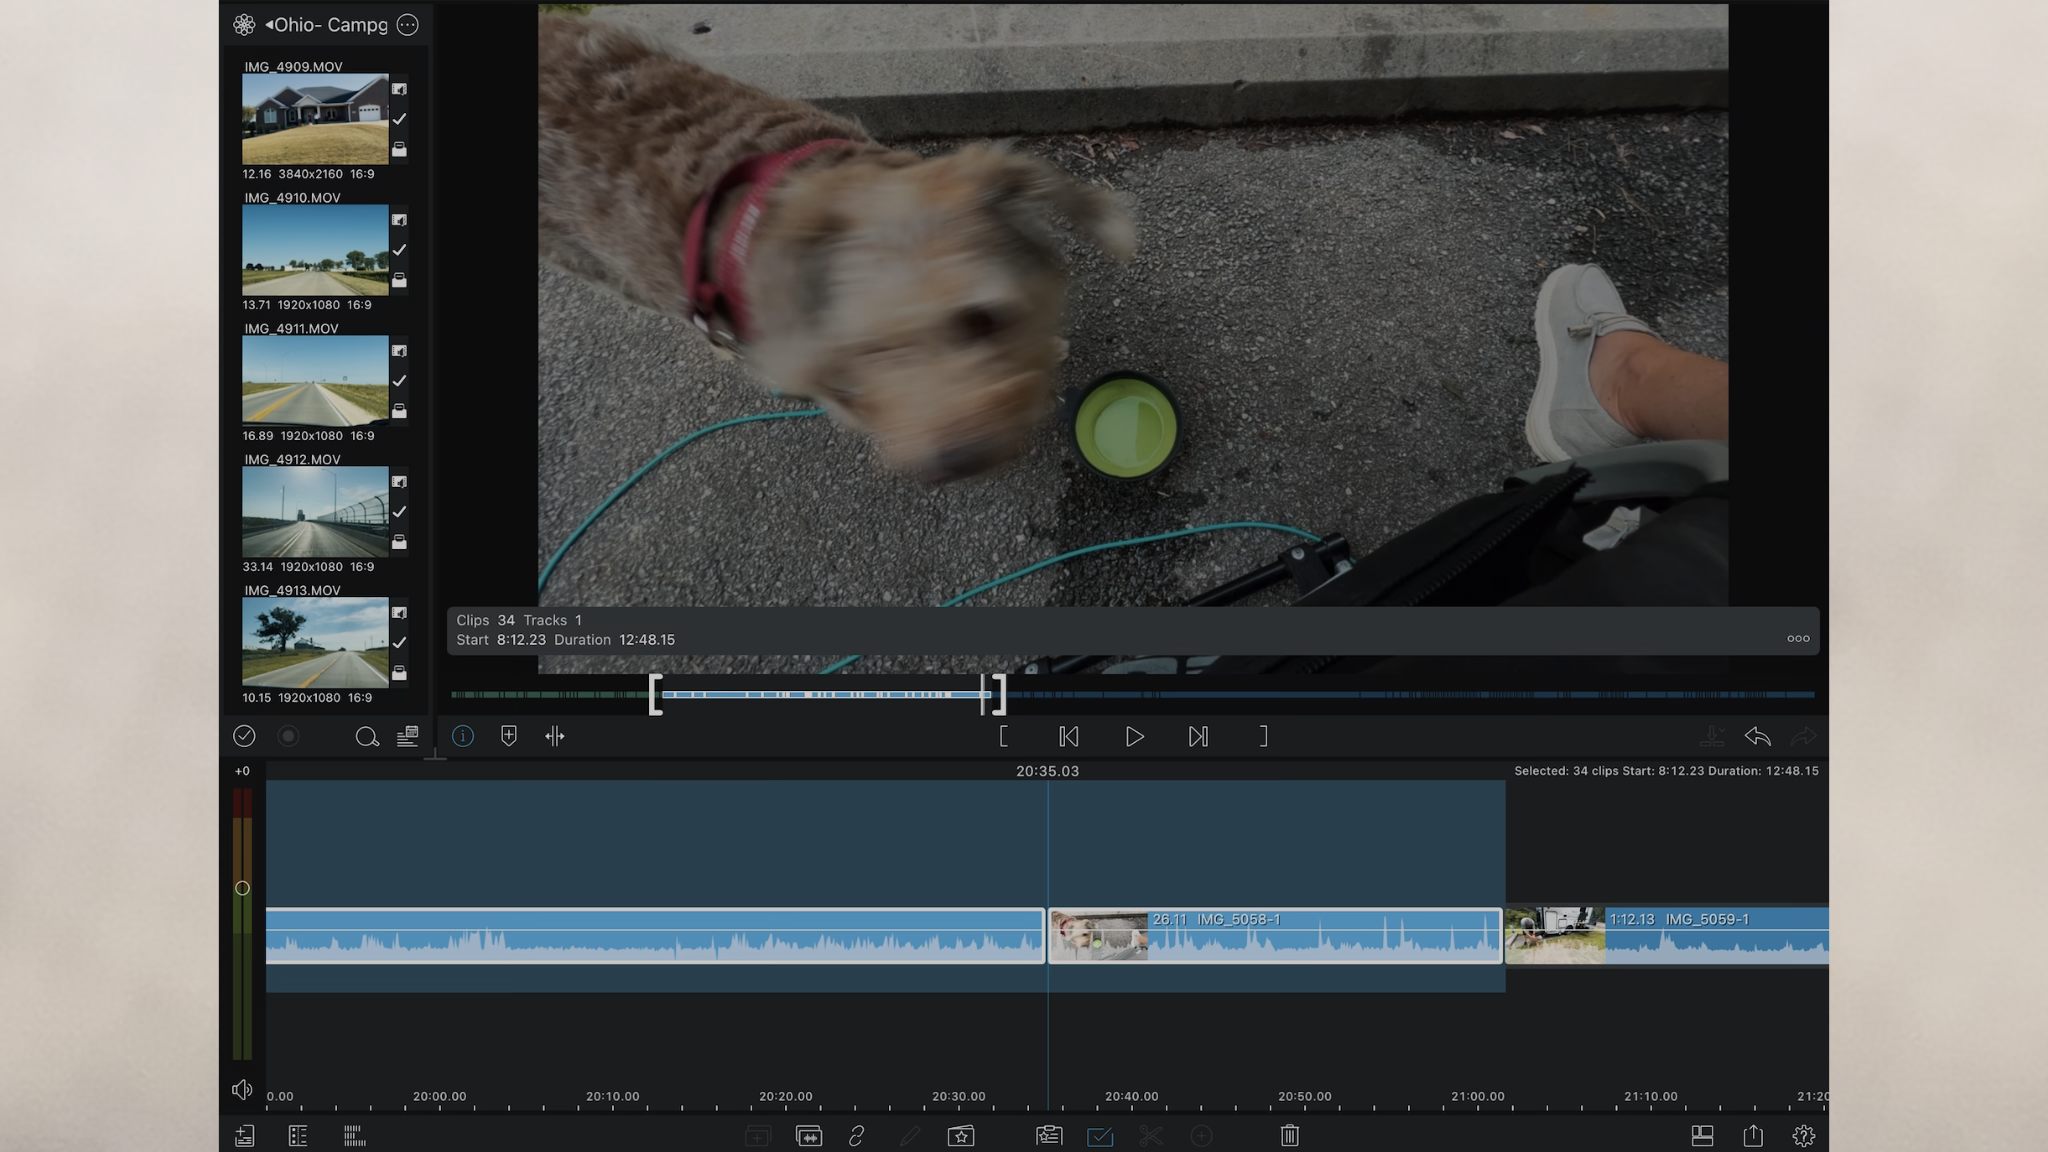 ◂Ohio- Campg
IMG_4909.MOV
12.16 3840x2160 16:9
IMG_4910.MOV
13.71 1920x1080 16:9
IMG_4911.MOV
16.89 1920x1080 16:9
IMG_4912.MOV
33.14 1920x1080 16:9
IMG_4913.MOV
10.15 1920x1080 16:9
Clips 34 Tracks 1
Start 8:12.23 Duration 12:48.15
+0
20:35.03
Selected: 34 clips Start: 8:12.23 Duration: 12:48.15
26.11 IMG_5058-1
1:12.13 IMG_5059-1
0.00 20:00.00 20:10.00 20:20.00 20:30.00 20:40.00 20:50.00 21:00.00 21:10.00 21:20